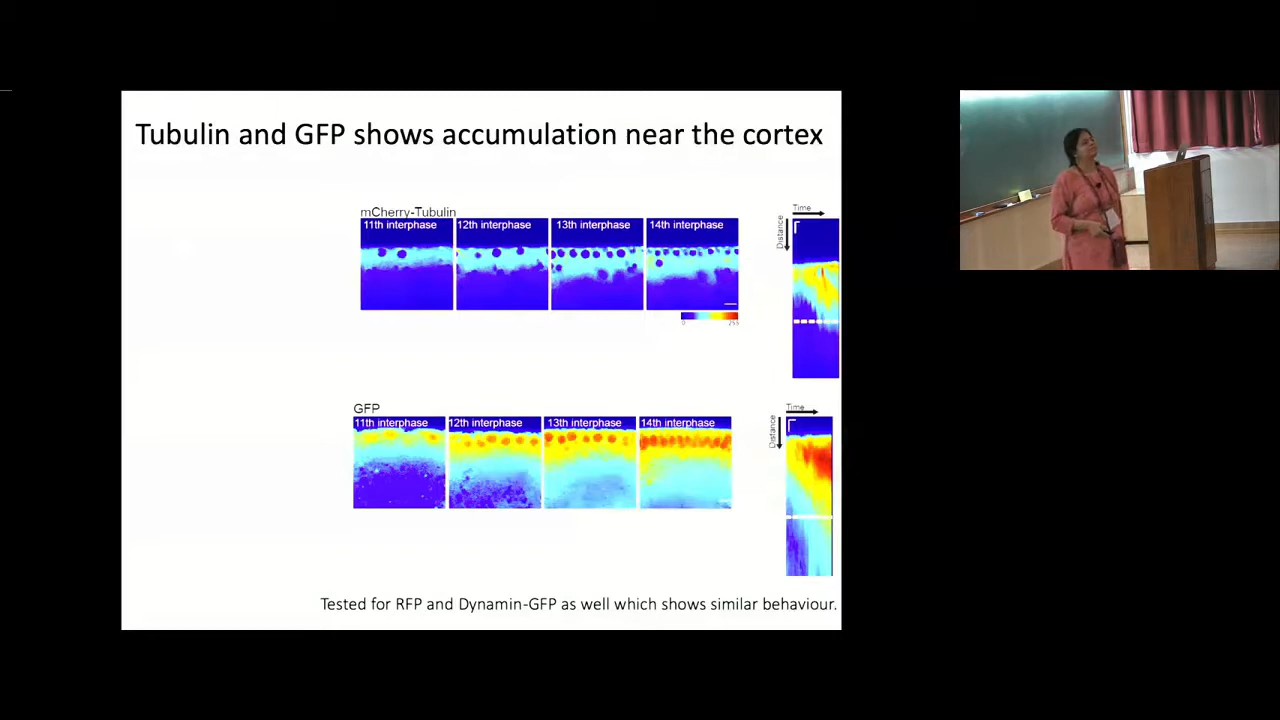 Tubulin and GFP shows accumulation near the cortex
mCherry-Tubulin
11th interphase
12th interphase
13th interphase
14th interphase
0
255
Time
Distance
GFP
11th interphase
12th interphase
13th interphase
14th interphase
Time
Distance
Tested for RFP and Dynamin-GFP as well which shows similar behaviour.